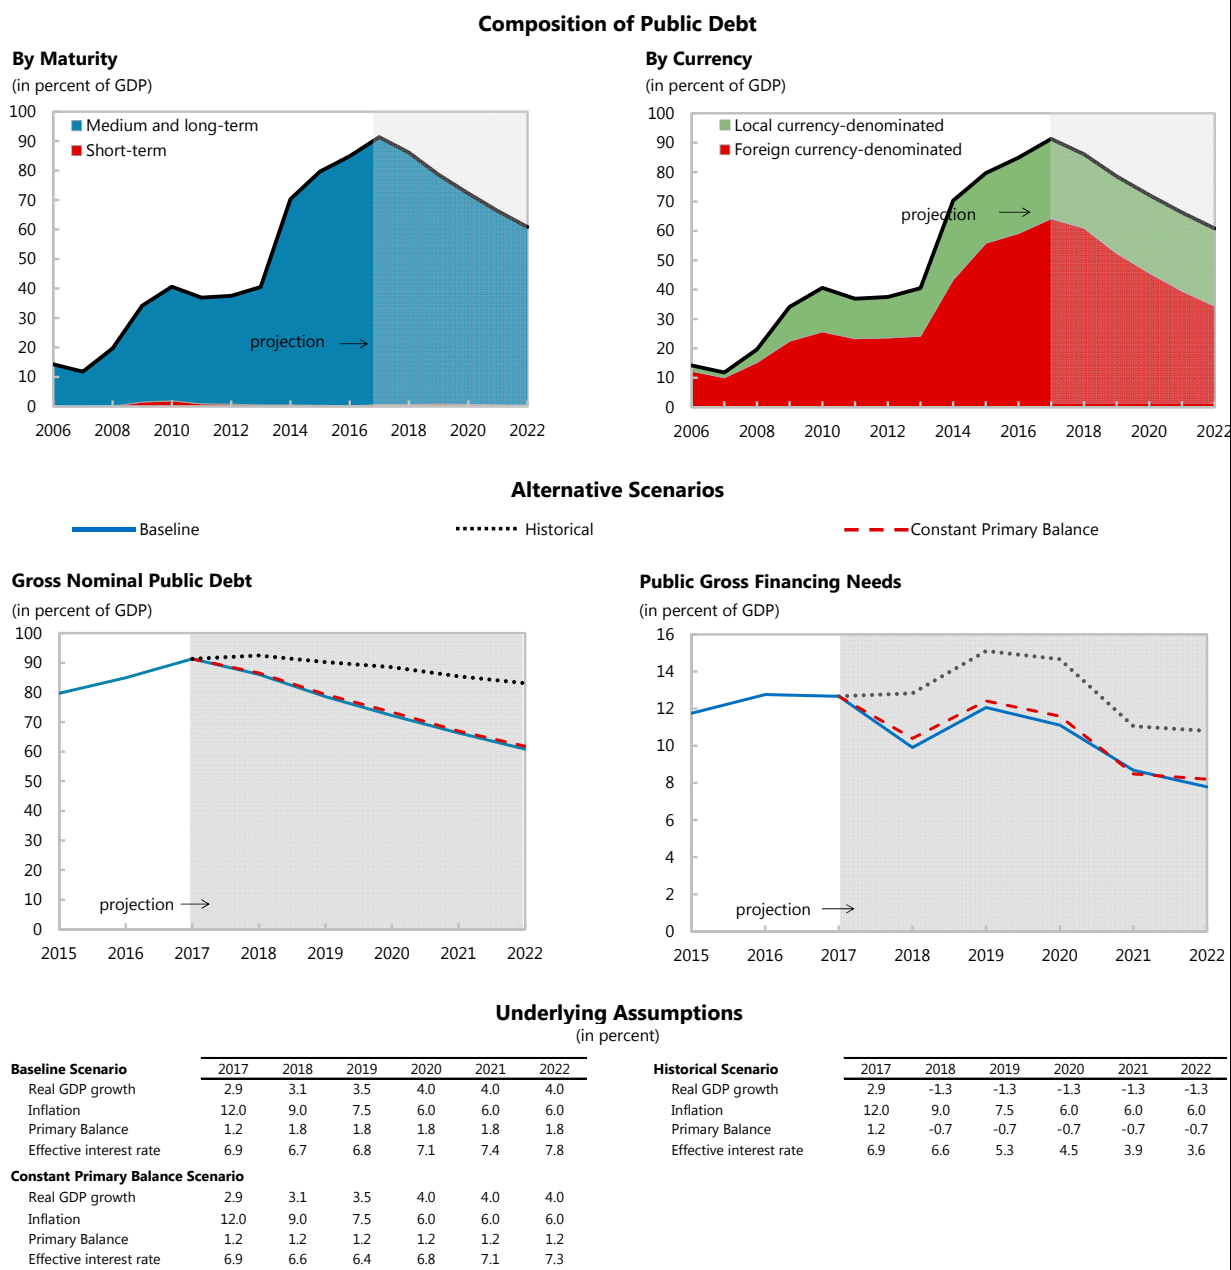 Composition of Public Debt
By Maturity
(in percent of GDP)
100
90
80
70
60
50
40
30
20
10
0
Medium and long-term
Short-term
projection
2006 2008 2010 2012 2014 2016 2018 2020 2022
By Currency
(in percent of GDP)
100
90
80
70
60
50
40
30
20
10
0
Local currency-denominated
Foreign currency-denominated
projection
2006 2008 2010 2012 2014 2016 2018 2020 2022
Alternative Scenarios
Baseline Historical Constant Primary Balance
Gross Nominal Public Debt
(in percent of GDP)
100
90
80
70
60
50
40
30
20
10
0
projection
2015 2016 2017 2018 2019 2020 2021 2022
Public Gross Financing Needs
(in percent of GDP)
16
14
12
10
8
6
4
2
0
projection
2015 2016 2017 2018 2019 2020 2021 2022
Underlying Assumptions
(in percent)
Baseline Scenario 2017 2018 2019 2020 2021 2022
Real GDP growth 2.9 3.1 3.5 4.0 4.0 4.0
Inflation 12.0 9.0 7.5 6.0 6.0 6.0
Primary Balance 1.2 1.8 1.8 1.8 1.8 1.8
Effective interest rate 6.9 6.7 6.8 7.1 7.4 7.8
Constant Primary Balance Scenario
Real GDP growth 2.9 3.1 3.5 4.0 4.0 4.0
Inflation 12.0 9.0 7.5 6.0 6.0 6.0
Primary Balance 1.2 1.2 1.2 1.2 1.2 1.2
Effective interest rate 6.9 6.6 6.4 6.8 7.1 7.3
Historical Scenario 2017 2018 2019 2020 2021 2022
Real GDP growth 2.9 -1.3 -1.3 -1.3 -1.3 -1.3
Inflation 12.0 9.0 7.5 6.0 6.0 6.0
Primary Balance 1.2 -0.7 -0.7 -0.7 -0.7 -0.7
Effective interest rate 6.9 6.6 5.3 4.5 3.9 3.6